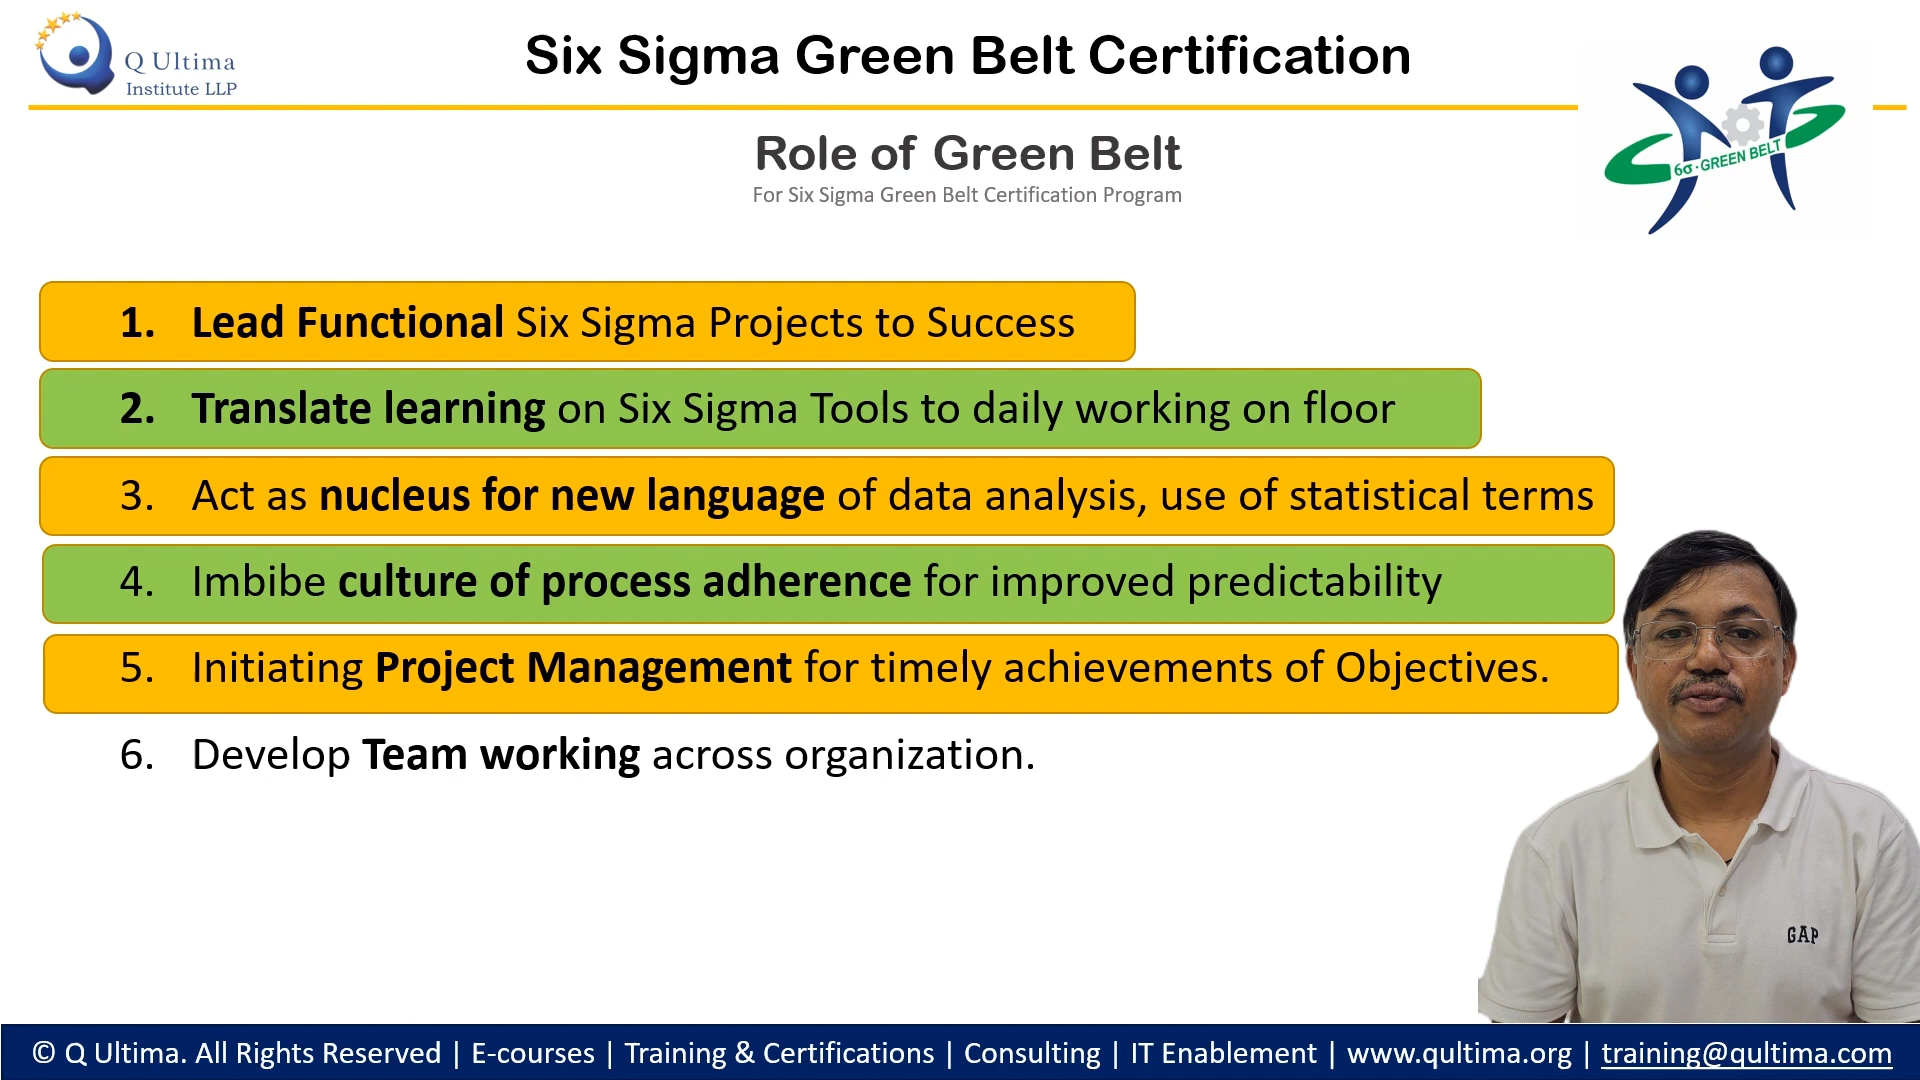 Q Ultima
Institute LLP
Six Sigma Green Belt Certification
Role of Green Belt
For Six Sigma Green Belt Certification Program
6σ·GREEN BELT
1. Lead Functional Six Sigma Projects to Success
2. Translate learning on Six Sigma Tools to daily working on floor
3. Act as nucleus for new language of data analysis, use of statistical terms
4. Imbibe culture of process adherence for improved predictability
5. Initiating Project Management for timely achievements of Objectives.
6. Develop Team working across organization.
GAP
© Q Ultima. All Rights Reserved | E-courses | Training & Certifications | Consulting | IT Enablement | www.qultima.org | training@qultima.com